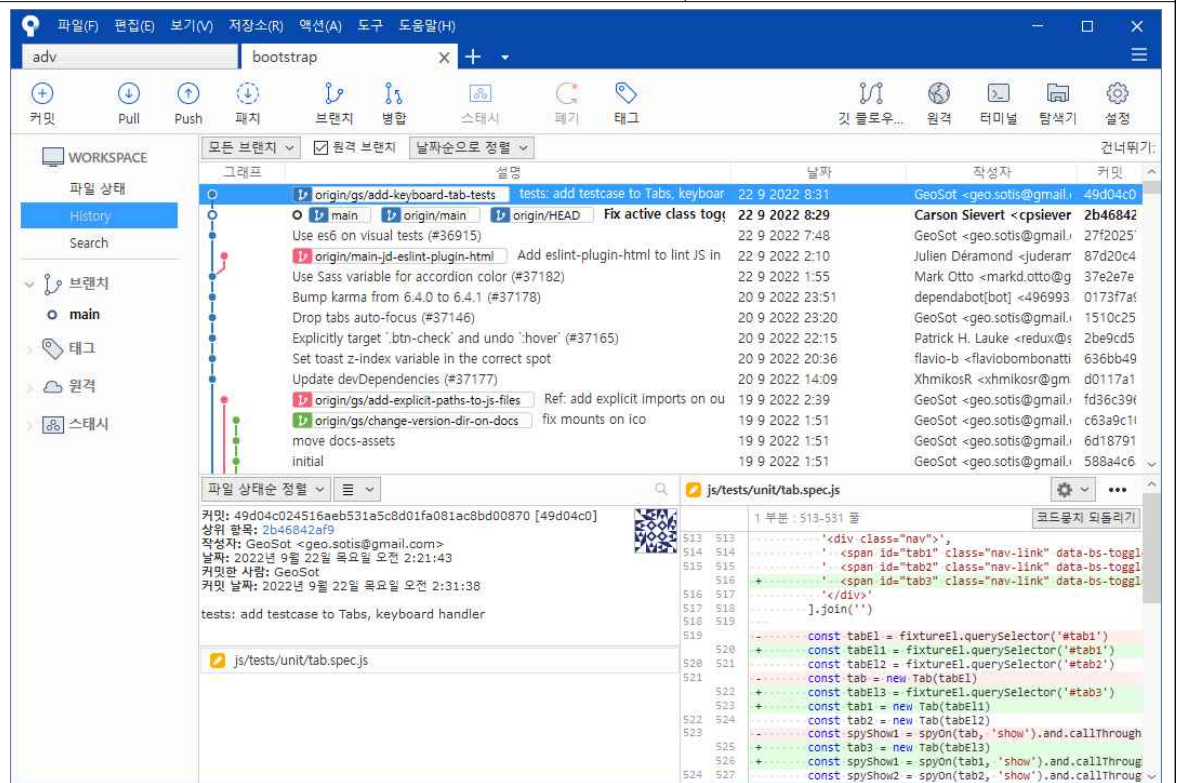 파일(F) 편집(E) 보기(V) 저장소(R) 액션(A) 도구 도움말(H)
adv bootstrap
커밋 Pull Push 패치 브랜치 병합 스태시 폐기 태그 깃 플로우... 원격 터미널 탐색기 설정
WORKSPACE
파일 상태
History
Search
브랜치
main
태그
원격
스태시
모든 브랜치 원격 브랜치 날짜순으로 정렬 건너뛰기:
그래프 설명 날짜 작성자 커밋
origin/gs/add-keyboard-tab-tests tests: add testcase to Tabs, keyboar 22 9 2022 8:31 GeoSot <geo.sotis@gmail. 49d04c0
main origin/main origin/HEAD Fix active class togg 22 9 2022 8:29 Carson Sievert <cpsiever 2b46842
Use es6 on visual tests (#36915) 22 9 2022 7:48 GeoSot <geo.sotis@gmail. 27f2025
origin/main-jd-eslint-plugin-html Add eslint-plugin-html to lint JS in 22 9 2022 2:10 Julien Déramond <juderam 87d20c4
Use Sass variable for accordion color (#37182) 22 9 2022 1:55 Mark Otto <markd.otto@g 37e2e7e
Bump karma from 6.4.0 to 6.4.1 (#37178) 20 9 2022 23:51 dependabot[bot] <496993 0173f7a
Drop tabs auto-focus (#37146) 20 9 2022 23:20 GeoSot <geo.sotis@gmail. 1510c25
Explicitly target `.btn-check` and undo `:hover` (#37165) 20 9 2022 22:15 Patrick H. Lauke <redux@s 2be9cd5
Set toast z-index variable in the correct spot 20 9 2022 20:36 flavio-b <flaviobombonatti 636bb49
Update devDependencies (#37177) 20 9 2022 14:09 XhmikosR <xhmikosr@gm d0117a1
origin/gs/add-explicit-paths-to-js-files Ref: add explicit imports on ou 19 9 2022 2:39 GeoSot <geo.sotis@gmail. fd36c39
origin/gs/change-version-dir-on-docs fix mounts on ico 19 9 2022 1:51 GeoSot <geo.sotis@gmail. c63a9c1
move docs-assets 19 9 2022 1:51 GeoSot <geo.sotis@gmail. 6d18791
initial 19 9 2022 1:51 GeoSot <geo.sotis@gmail. 588a4c6
파일 상태순 정렬
커밋: 49d04c024516aeb531a5c8d01fa081ac8bd00870 [49d04c0]
상위 항목: 2b46842af9
작성자: GeoSot <geo.sotis@gmail.com>
날짜: 2022년 9월 22일 목요일 오전 2:21:43
커밋한 사람: GeoSot
커밋 날짜: 2022년 9월 22일 목요일 오전 2:31:38
tests: add testcase to Tabs, keyboard handler
js/tests/unit/tab.spec.js
js/tests/unit/tab.spec.js
1 부분 : 513-531 줄 코드뭉치 되돌리기
513 513 '<div class="nav">',
514 514 ' <span id="tab1" class="nav-link" data-bs-toggl
515 515 ' <span id="tab2" class="nav-link" data-bs-toggl
516 + ' <span id="tab3" class="nav-link" data-bs-toggl
516 517 '</div>'
517 518 ].join('')
518 519
519 - const tabEl = fixtureEl.querySelector('#tab1')
520 + const tabEl1 = fixtureEl.querySelector('#tab1')
520 521 const tabEl2 = fixtureEl.querySelector('#tab2')
521 - const tab = new Tab(tabEl)
522 + const tabEl3 = fixtureEl.querySelector('#tab3')
523 + const tab1 = new Tab(tabEl1)
522 524 const tab2 = new Tab(tabEl2)
523 - const spyShow1 = spyOn(tab, 'show').and.callThrough
525 + const tab3 = new Tab(tabEl3)
526 + const spyShow1 = spyOn(tab1, 'show').and.callThroug
524 527 const spyShow2 = spyOn(tab2, 'show').and.callThroug